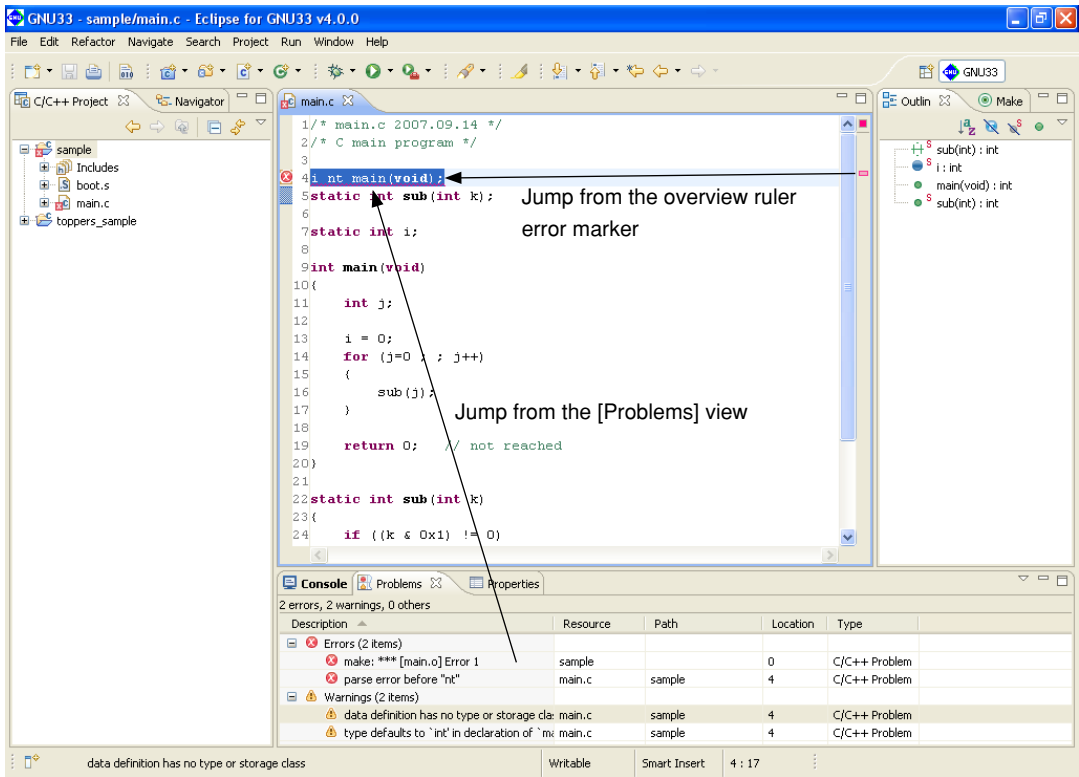 GNU33 - sample/main.c - Eclipse for GNU33 v4.0.0
File Edit Refactor Navigate Search Project Run Window Help
GNU33
C/C++ Project Navigator
sample
Includes
boot.s
main.c
toppers_sample
main.c
1/* main.c 2007.09.14 */
2/* C main program */
3
4i nt main(void);
5static int sub(int k);
6
7static int i;
8
9int main(void)
10{
11    int j;
12
13    i = 0;
14    for (j=0 ; ; j++)
15    {
16        sub(j);
17    }
18
19    return 0;   // not reached
20}
21
22static int sub(int k)
23{
24    if ((k & 0x1) != 0)
Jump from the overview ruler
error marker
Jump from the [Problems] view
Outlin Make
sub(int) : int
i : int
main(void) : int
sub(int) : int
Console Problems Properties
2 errors, 2 warnings, 0 others
Description Resource Path Location Type
Errors (2 items)
make: *** [main.o] Error 1 sample 0 C/C++ Problem
parse error before "nt" main.c sample 4 C/C++ Problem
Warnings (2 items)
data definition has no type or storage cla: main.c sample 4 C/C++ Problem
type defaults to `int' in declaration of `ma main.c sample 4 C/C++ Problem
data definition has no type or storage class Writable Smart Insert 4 : 17